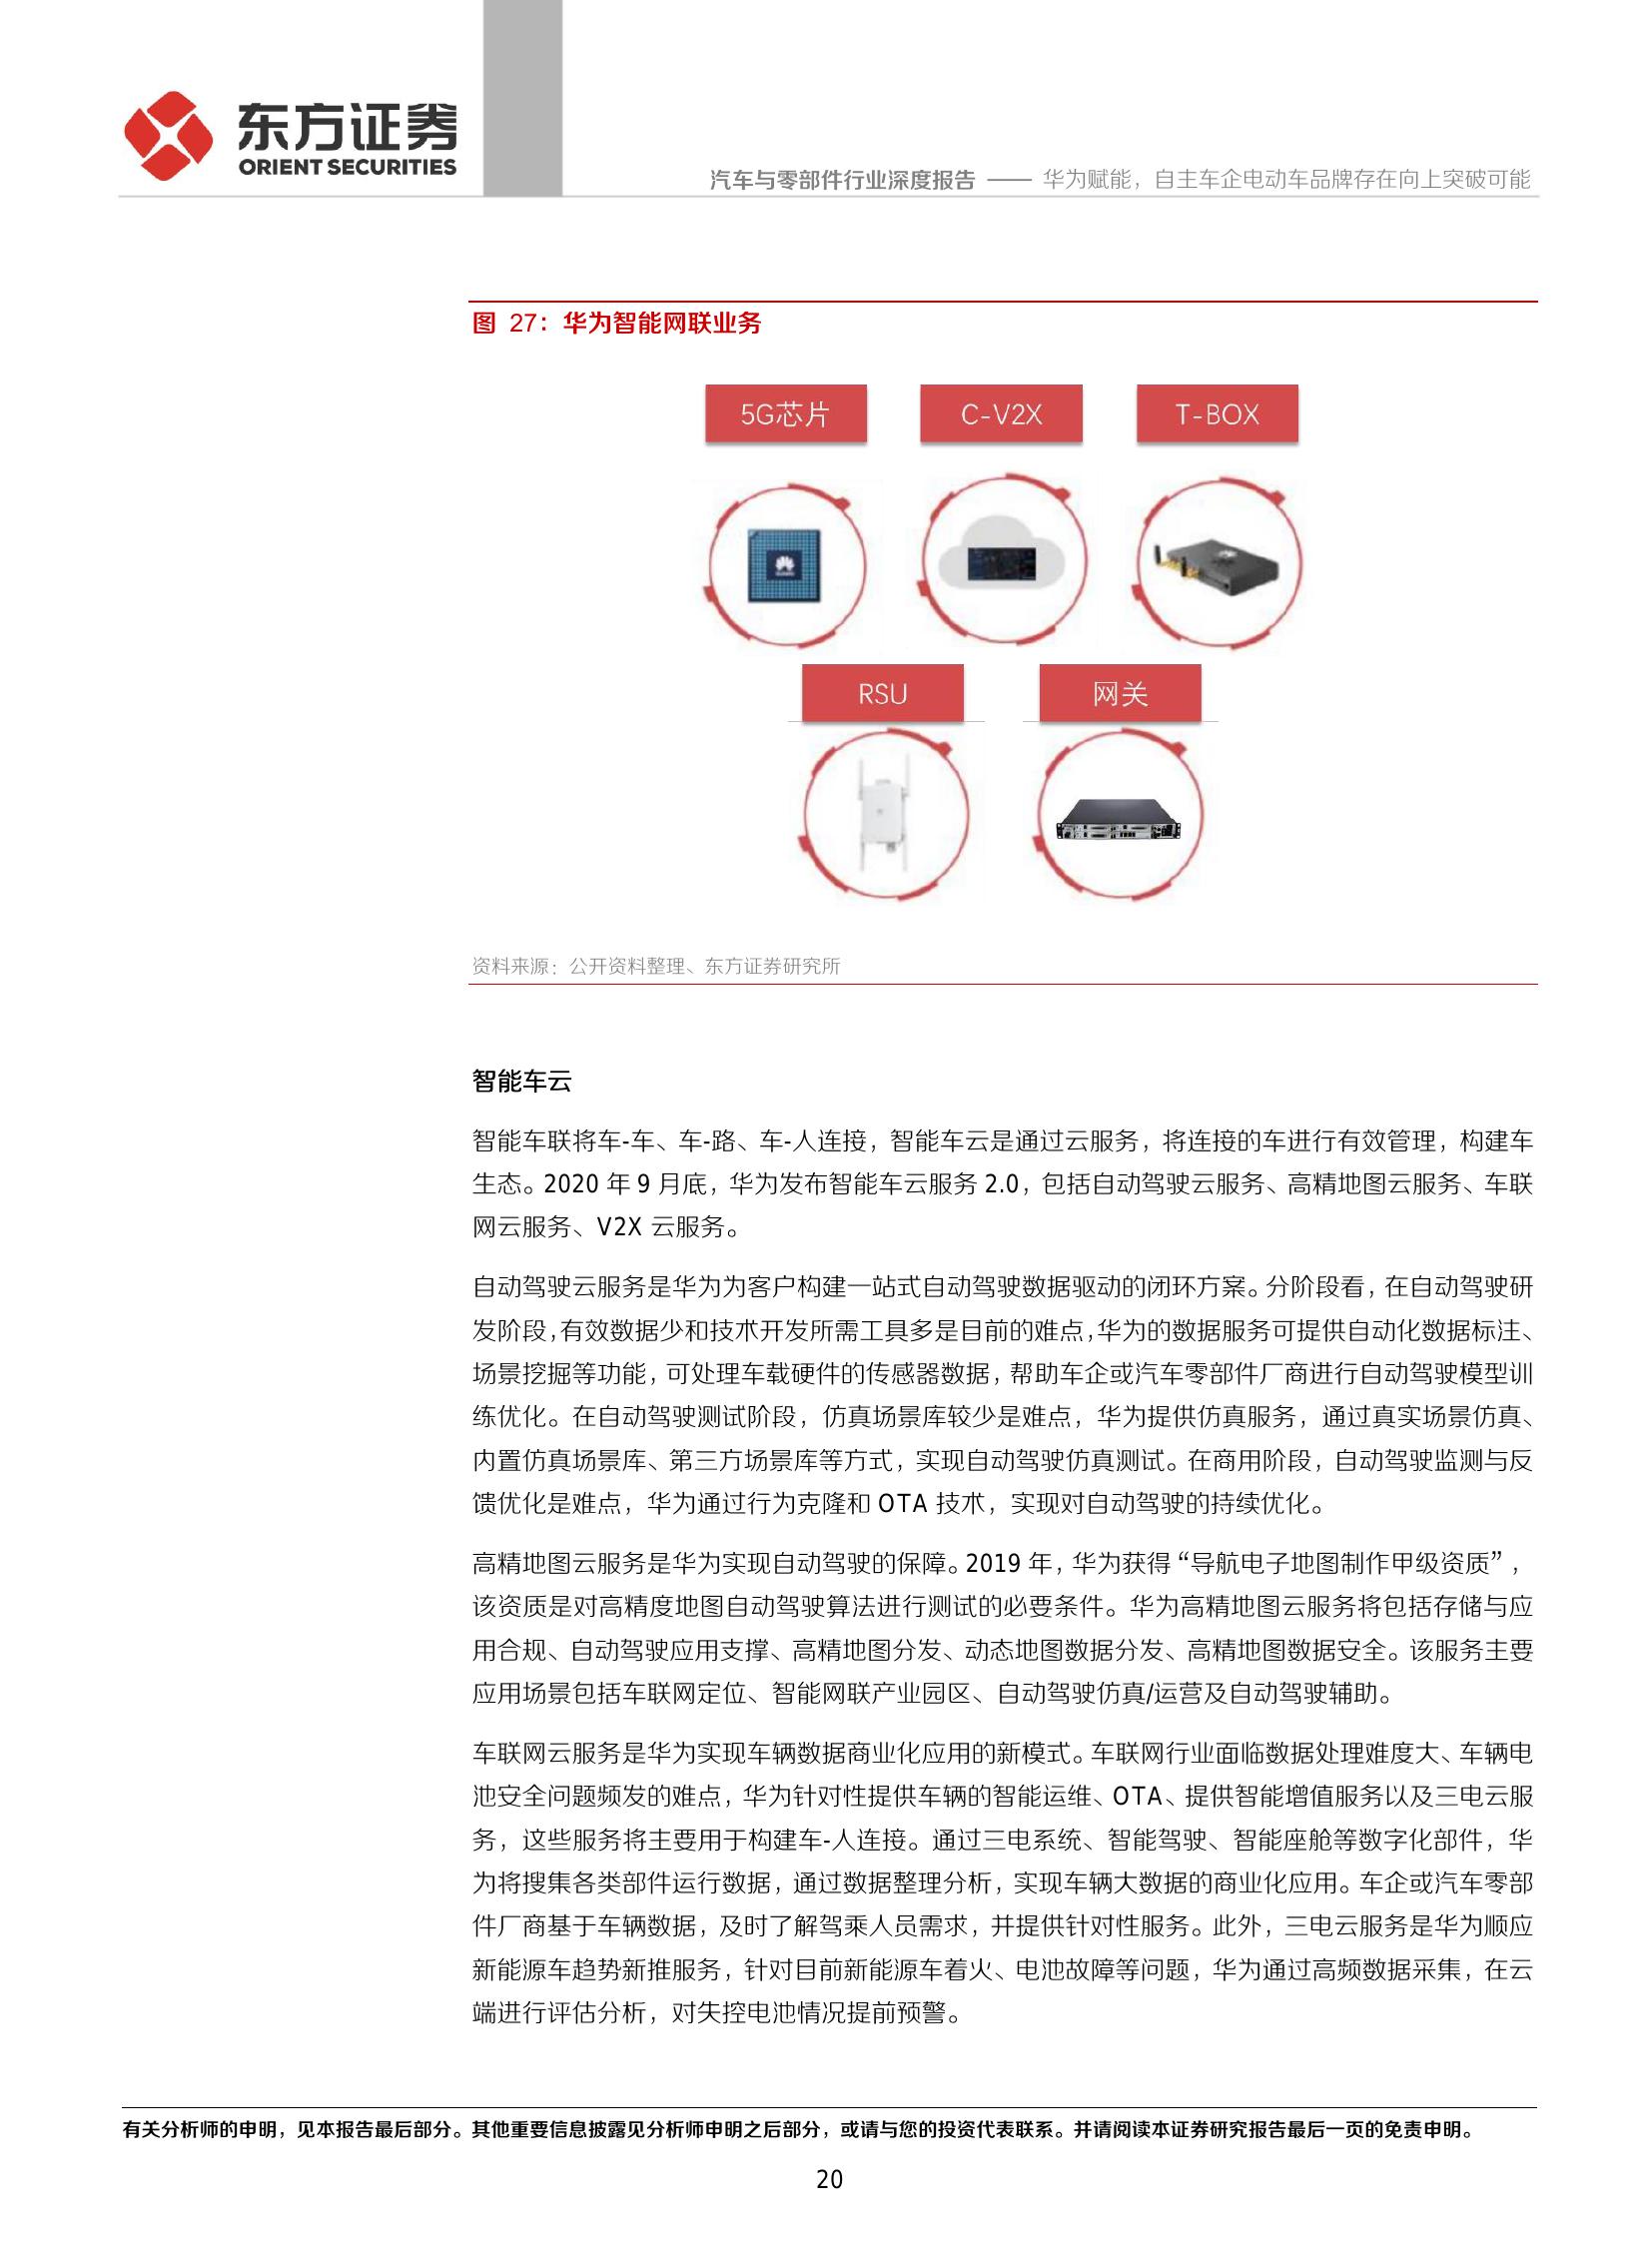 东方证券
ORIENT SECURITIES
汽车与零部件行业深度报告 —— 华为赋能，自主车企电动车品牌存在向上突破可能
图 27：华为智能网联业务
5G芯片
C-V2X
T-BOX
RSU
网关
资料来源：公开资料整理、东方证券研究所
智能车云
智能车联将车-车、车-路、车-人连接，智能车云是通过云服务，将连接的车进行有效管理，构建车
生态。2020 年 9 月底，华为发布智能车云服务 2.0，包括自动驾驶云服务、高精地图云服务、车联
网云服务、V2X 云服务。
自动驾驶云服务是华为为客户构建一站式自动驾驶数据驱动的闭环方案。分阶段看，在自动驾驶研
发阶段，有效数据少和技术开发所需工具多是目前的难点，华为的数据服务可提供自动化数据标注、
场景挖掘等功能，可处理车载硬件的传感器数据，帮助车企或汽车零部件厂商进行自动驾驶模型训
练优化。在自动驾驶测试阶段，仿真场景库较少是难点，华为提供仿真服务，通过真实场景仿真、
内置仿真场景库、第三方场景库等方式，实现自动驾驶仿真测试。在商用阶段，自动驾驶监测与反
馈优化是难点，华为通过行为克隆和 OTA 技术，实现对自动驾驶的持续优化。
高精地图云服务是华为实现自动驾驶的保障。2019 年，华为获得“导航电子地图制作甲级资质”，
该资质是对高精度地图自动驾驶算法进行测试的必要条件。华为高精地图云服务将包括存储与应
用合规、自动驾驶应用支撑、高精地图分发、动态地图数据分发、高精地图数据安全。该服务主要
应用场景包括车联网定位、智能网联产业园区、自动驾驶仿真/运营及自动驾驶辅助。
车联网云服务是华为实现车辆数据商业化应用的新模式。车联网行业面临数据处理难度大、车辆电
池安全问题频发的难点，华为针对性提供车辆的智能运维、OTA、提供智能增值服务以及三电云服
务，这些服务将主要用于构建车-人连接。通过三电系统、智能驾驶、智能座舱等数字化部件，华
为将搜集各类部件运行数据，通过数据整理分析，实现车辆大数据的商业化应用。车企或汽车零部
件厂商基于车辆数据，及时了解驾乘人员需求，并提供针对性服务。此外，三电云服务是华为顺应
新能源车趋势新推服务，针对目前新能源车着火、电池故障等问题，华为通过高频数据采集，在云
端进行评估分析，对失控电池情况提前预警。
有关分析师的申明，见本报告最后部分。其他重要信息披露见分析师申明之后部分，或请与您的投资代表联系。并请阅读本证券研究报告最后一页的免责申明。
20